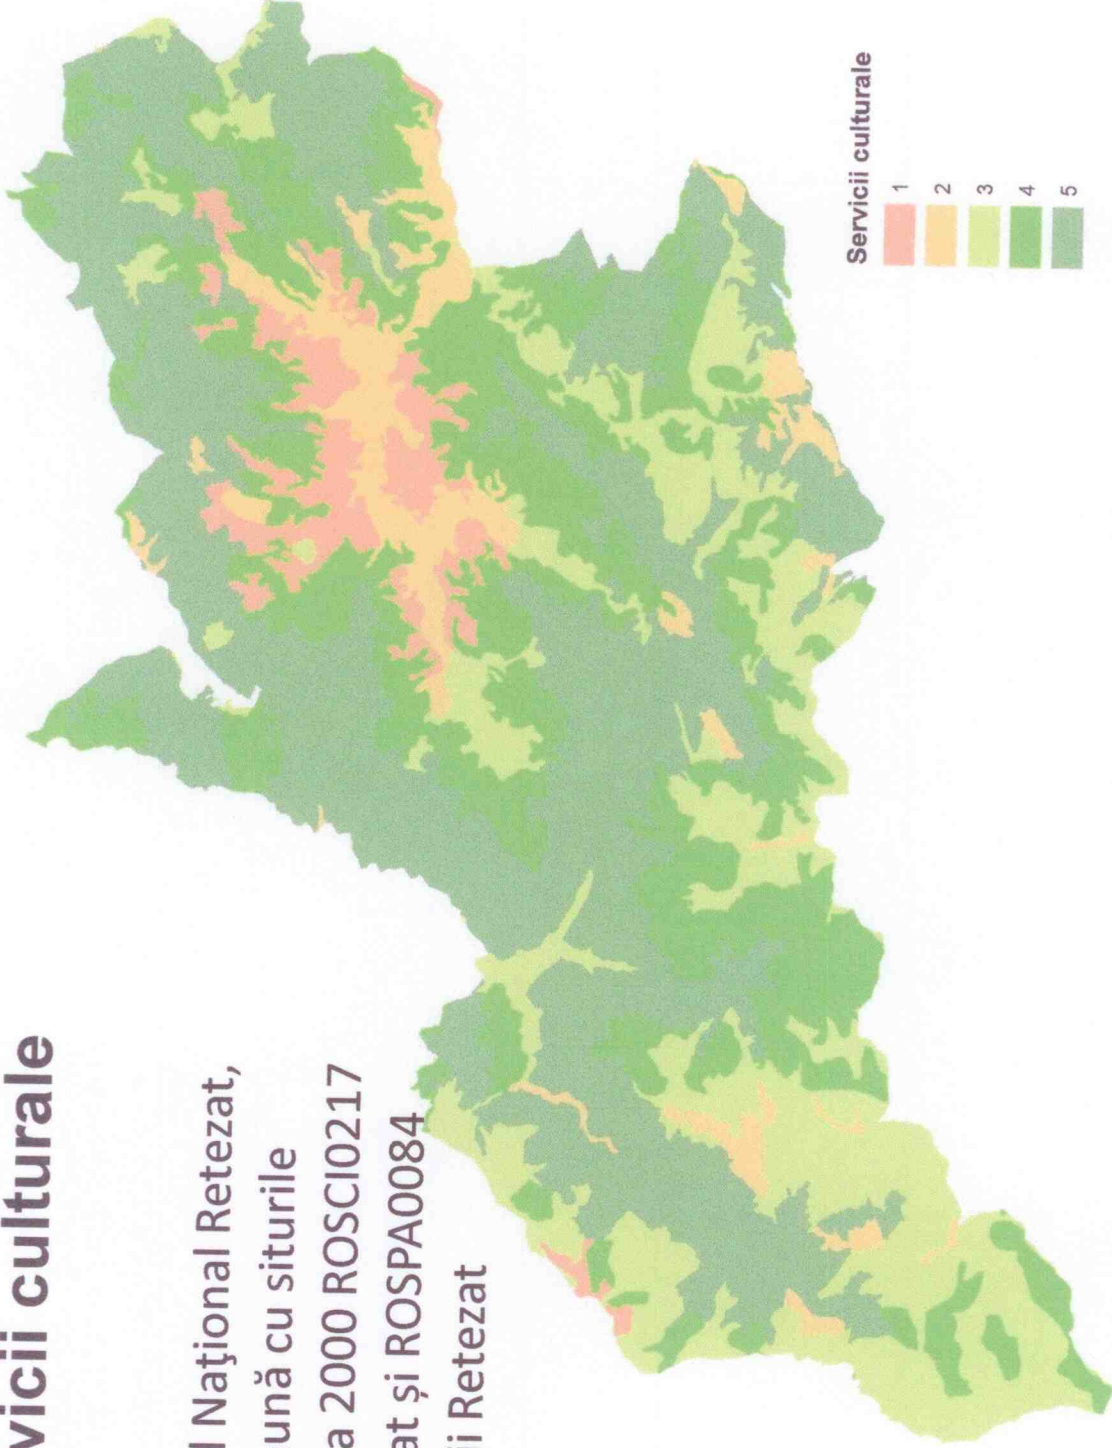 vicii culturale
l Naţional Retezat,
ună cu siturile
a 2000 ROSCI0217
at și ROSPA0084
ii Retezat
Servicii culturale
1
2
3
4
5